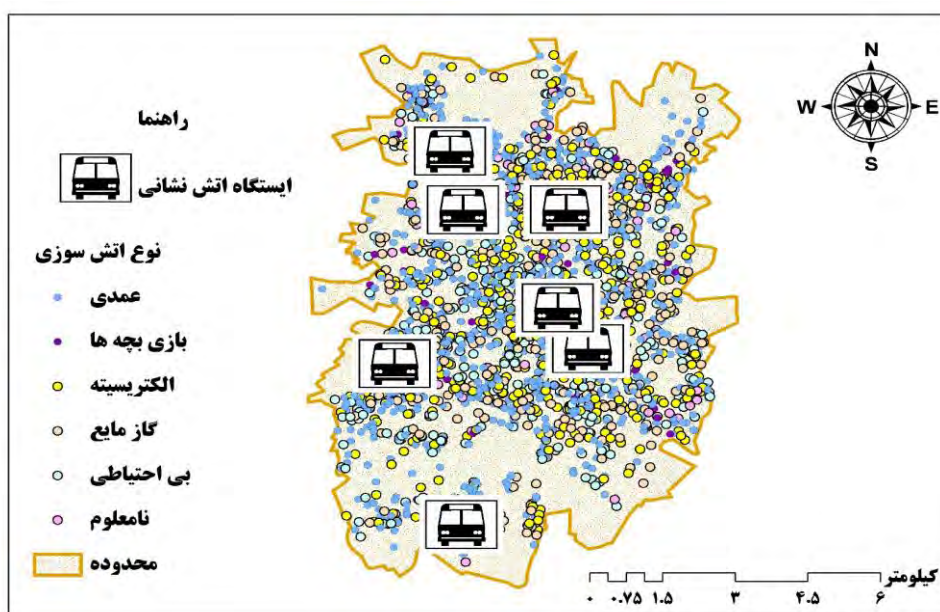 N
W E
S
راهنما
ایستگاه اتش نشانی
نوع اتش سوزی
عمدی
بازی بچه ها
الکتریسیته
گاز مایع
بی احتیاطی
نامعلوم
محدوده
کیلومتر
۰ ۰.۷۵ ۱.۵ ۳ ۴.۵ ۶